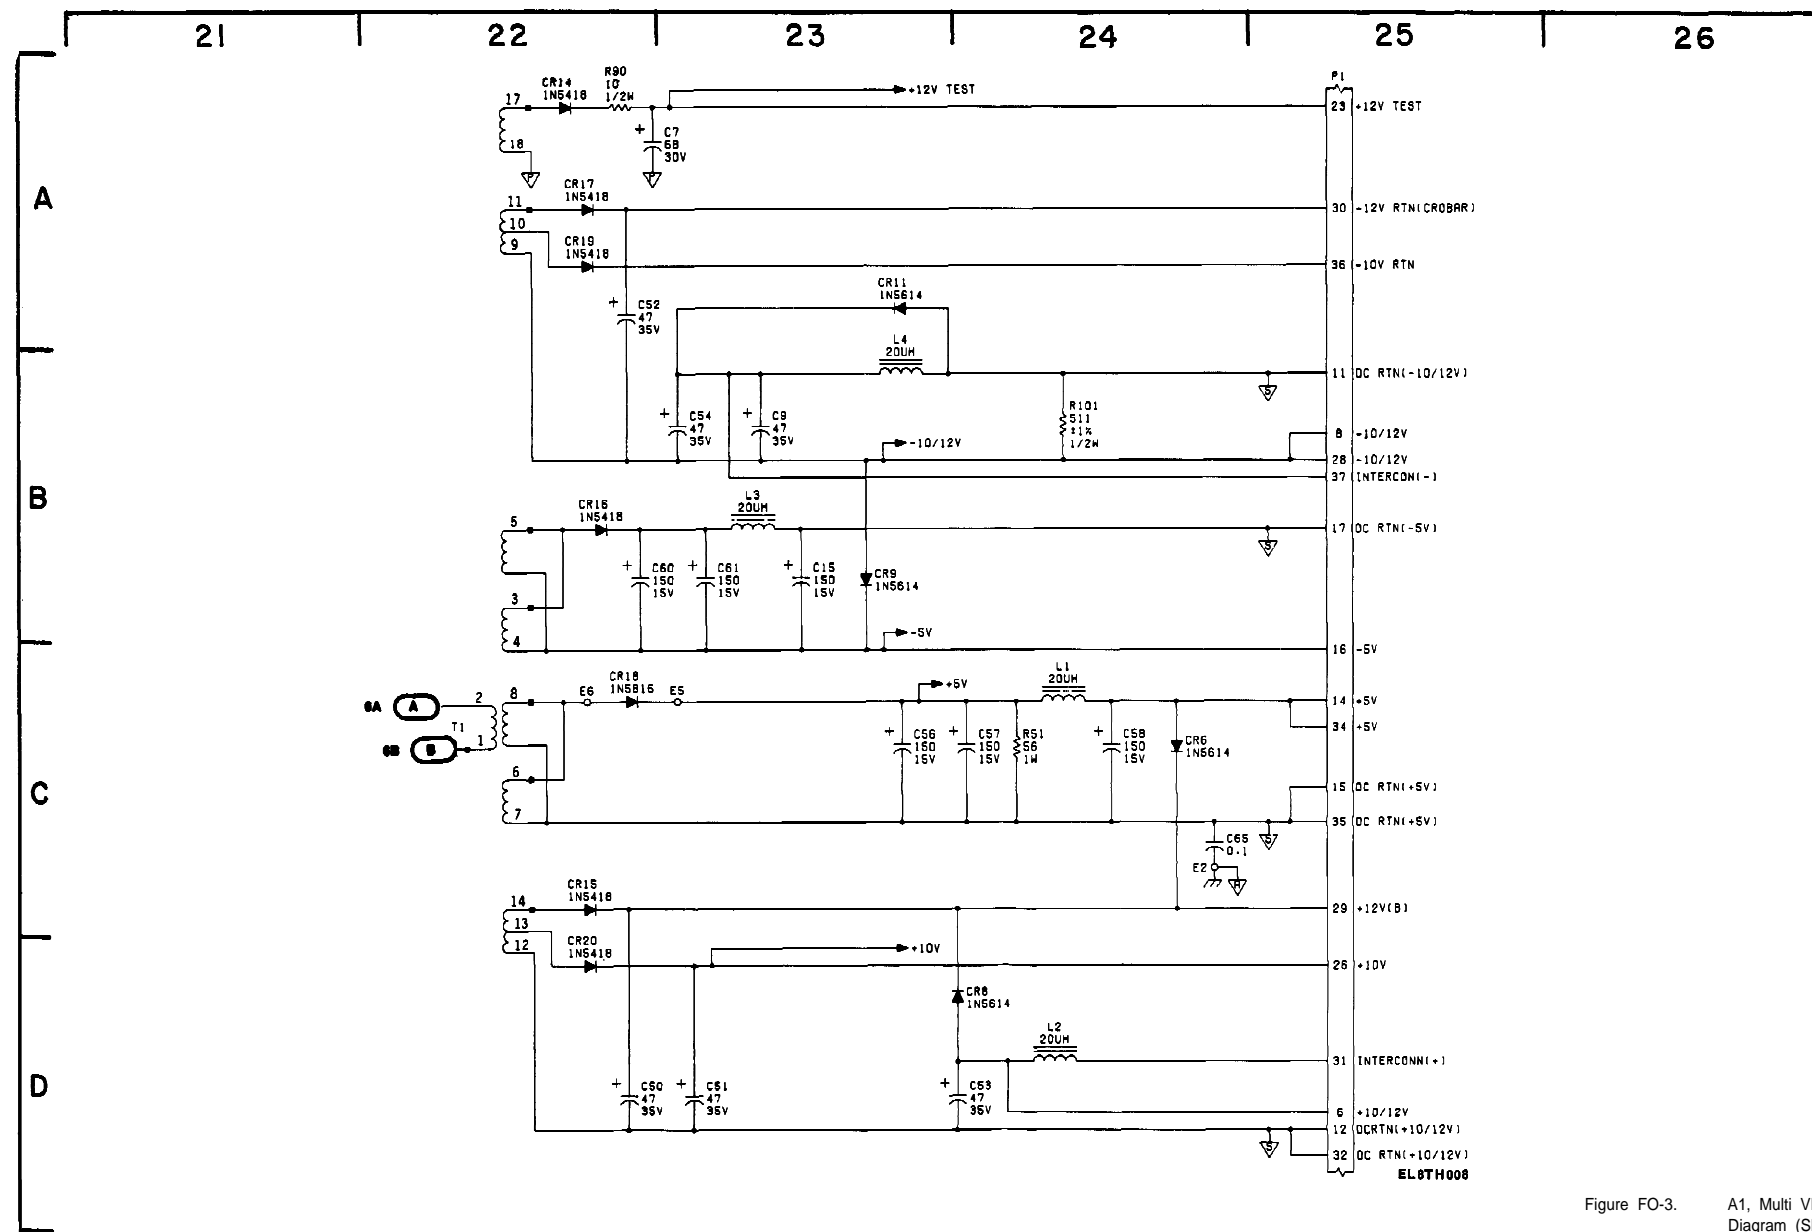 21 22 23 24 25 26
A
B
C
D
P1
CR14
1N5418
R90
10
1/2W
+12V TEST
17
18
23 +12V TEST
+ C7
68
30V
P
P
CR17
1N5418
11
10
9
30 -12V RTN(CROBAR)
CR19
1N5418
36 -10V RTN
+ C52
47
35V
CR11
1N5614
L4
20UH
11 DC RTN(-10/12V)
S
+ C54
47
35V
+ C9
47
35V
R101
511
±1%
1/2W
-10/12V
8 -10/12V
28 -10/12V
37 INTERCON(-)
5
CR16
1N5418
L3
20UH
17 DC RTN(-5V)
S
+ C60
150
15V
+ C61
150
15V
+ C15
150
15V
CR9
1N5614
3
4
-5V
16 -5V
6A A
6B B
2
1
T1
8
E6
CR18
1N5816
E5
+5V
L1
20UH
14 +5V
34 +5V
+ C56
150
15V
+ C57
150
15V
R51
56
1W
+ C58
150
15V
CR6
1N5614
6
7
15 DC RTN(+5V)
35 DC RTN(+5V)
S
C65
0.1
E2
CR15
1N5418
14
13
12
29 +12V(B)
CR20
1N5418
+10V
26 +10V
CR8
1N5614
L2
20UH
31 INTERCONN(+)
+ C50
47
35V
+ C51
47
35V
+ C53
47
35V
6 +10/12V
12 DCRTN(+10/12V)
S
32 DC RTN(+10/12V)
EL8TH008
Figure FO-3. A1, Multi V
Diagram (S